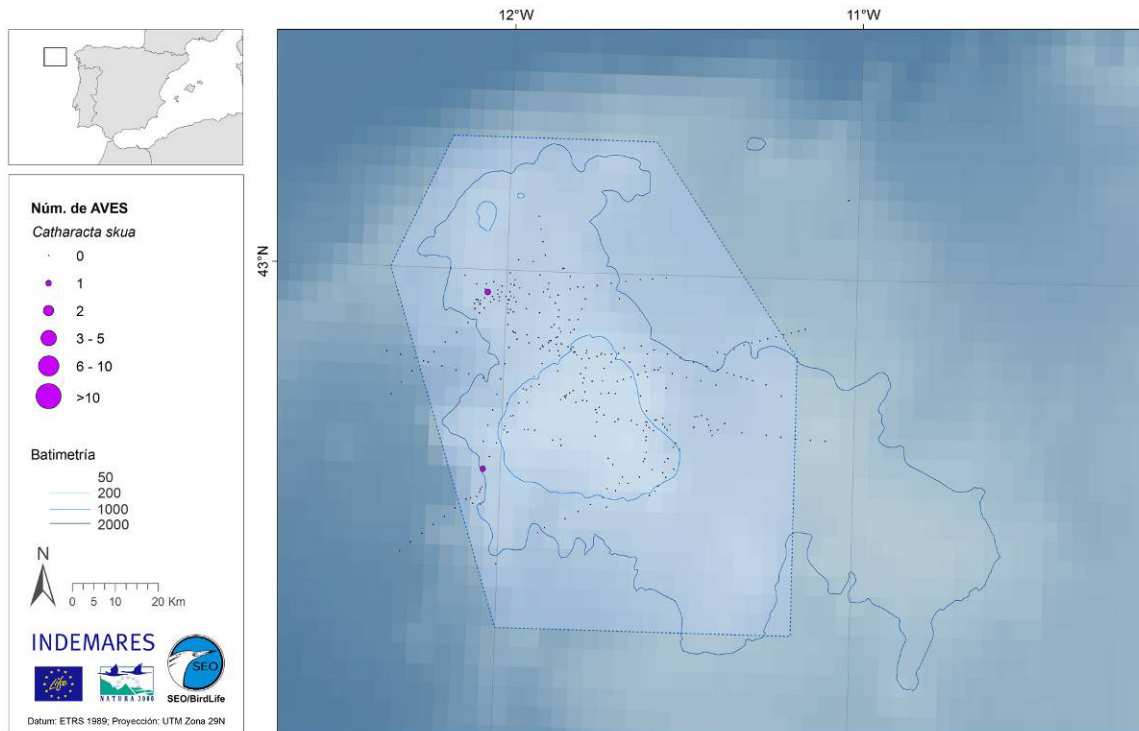 12°W
11°W
43°N
Núm. de AVES
Catharacta skua
0
1
2
3 - 5
6 - 10
>10
Batimetría
50
200
1000
2000
N
0 5 10 20 Km
INDEMARES
Life
NATURA 2000
SEO
SEO/BirdLife
Datum: ETRS 1989; Proyección: UTM Zona 29N